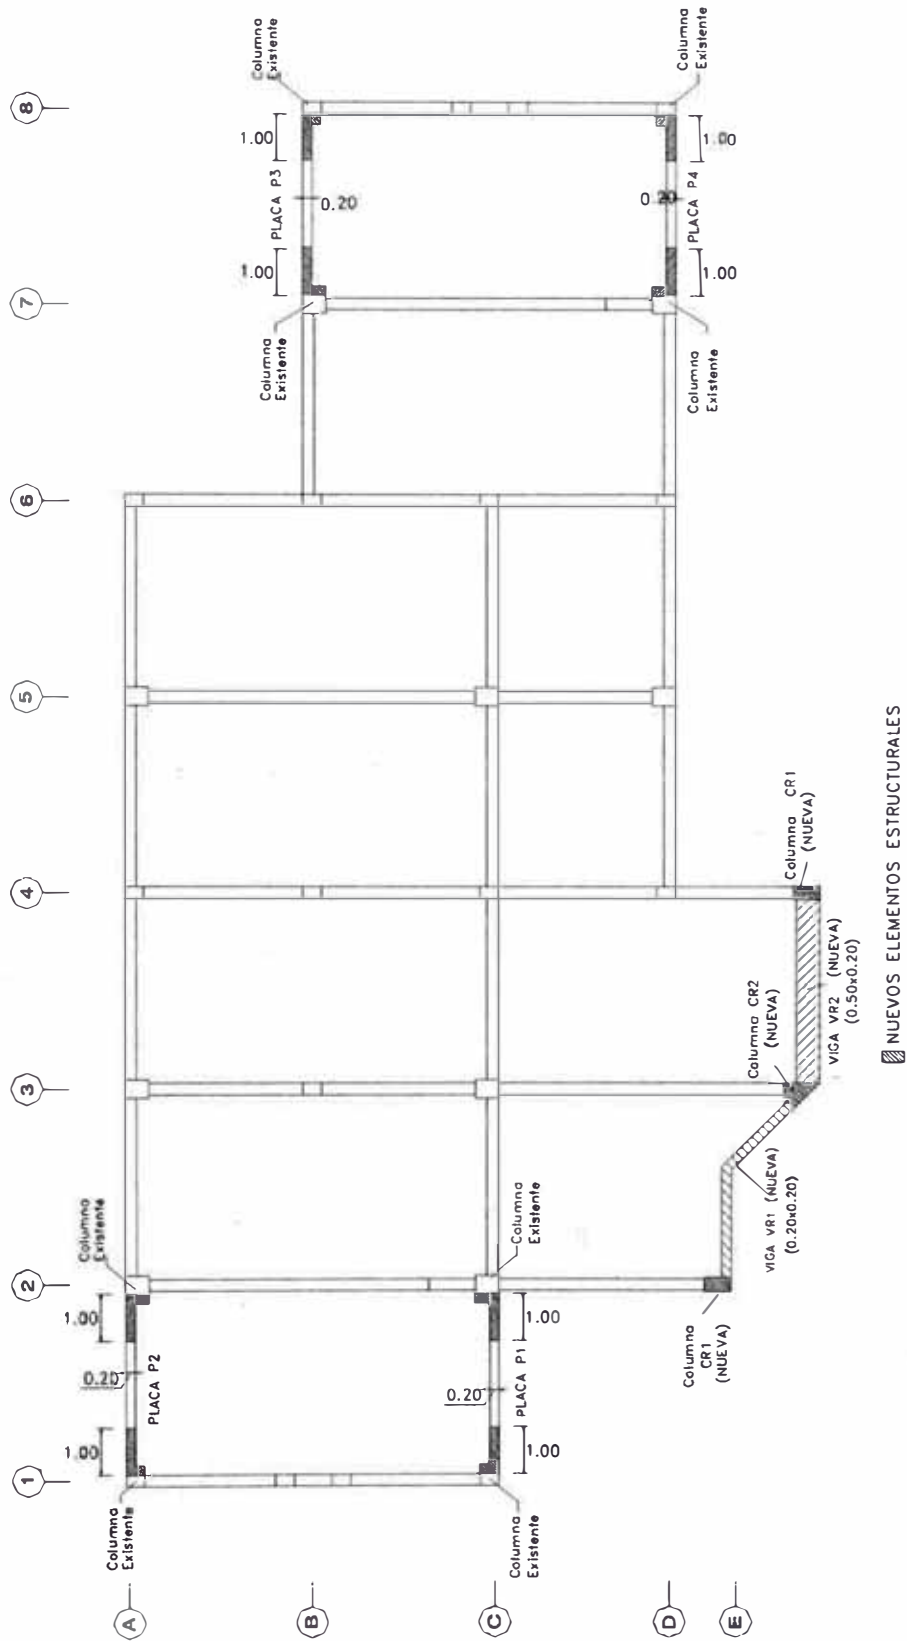 8
7
6
5
4
3
2
1
A
B
C
D
E
Columna
Existente
Columna
Existente
1.00
PLACA P3
0.20
1.00
1.00
PLACA P4
0.20
1.00
Columna
Existente
Columna
Existente
Columna CR1
(NUEVA)
VIGA VR2 (NUEVA)
(0.50x0.20)
Columna CR2
(NUEVA)
VIGA VR1 (NUEVA)
(0.20x0.20)
Columna
CR1
(NUEVA)
Columna
Existente
Columna
Existente
1.00
0.20
PLACA P2
1.00
1.00
0.20
PLACA P1
1.00
Columna
Existente
Columna
Existente
NUEVOS ELEMENTOS ESTRUCTURALES